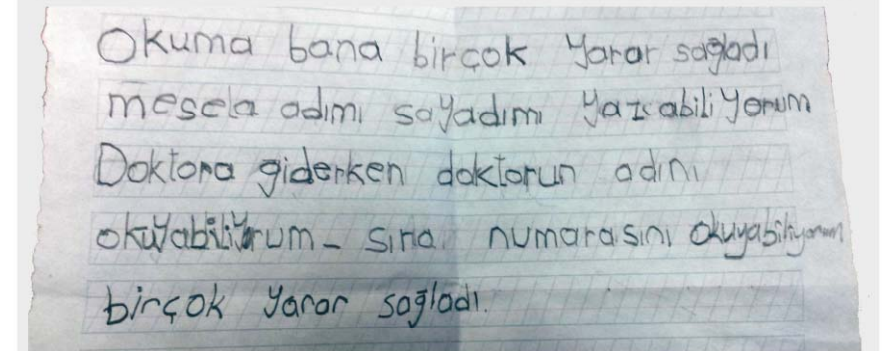 Okuma bana birçok yarar sağladı
mesela adımı sayadımı yazabiliyorum
Doktora giderken doktorun adını
okuyabiliyorum - sıra numarasını okuyabiliyorum
birçok yarar sağladı.